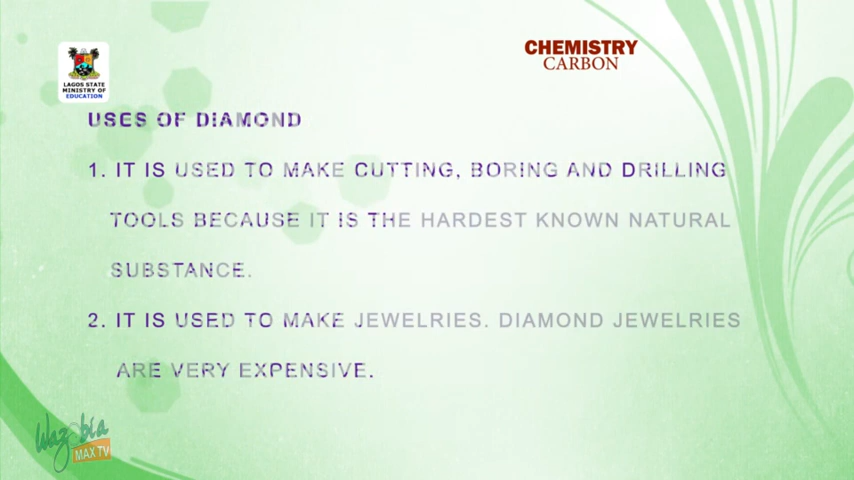 LAGOS STATE
MINISTRY OF
EDUCATION
CHEMISTRY
CARBON
USES OF DIAMOND
1. IT IS USED TO MAKE CUTTING, BORING AND DRILLING
TOOLS BECAUSE IT IS THE HARDEST KNOWN NATURAL
SUBSTANCE.
2. IT IS USED TO MAKE JEWELRIES. DIAMOND JEWELRIES
ARE VERY EXPENSIVE.
Wazobia
MAX TV